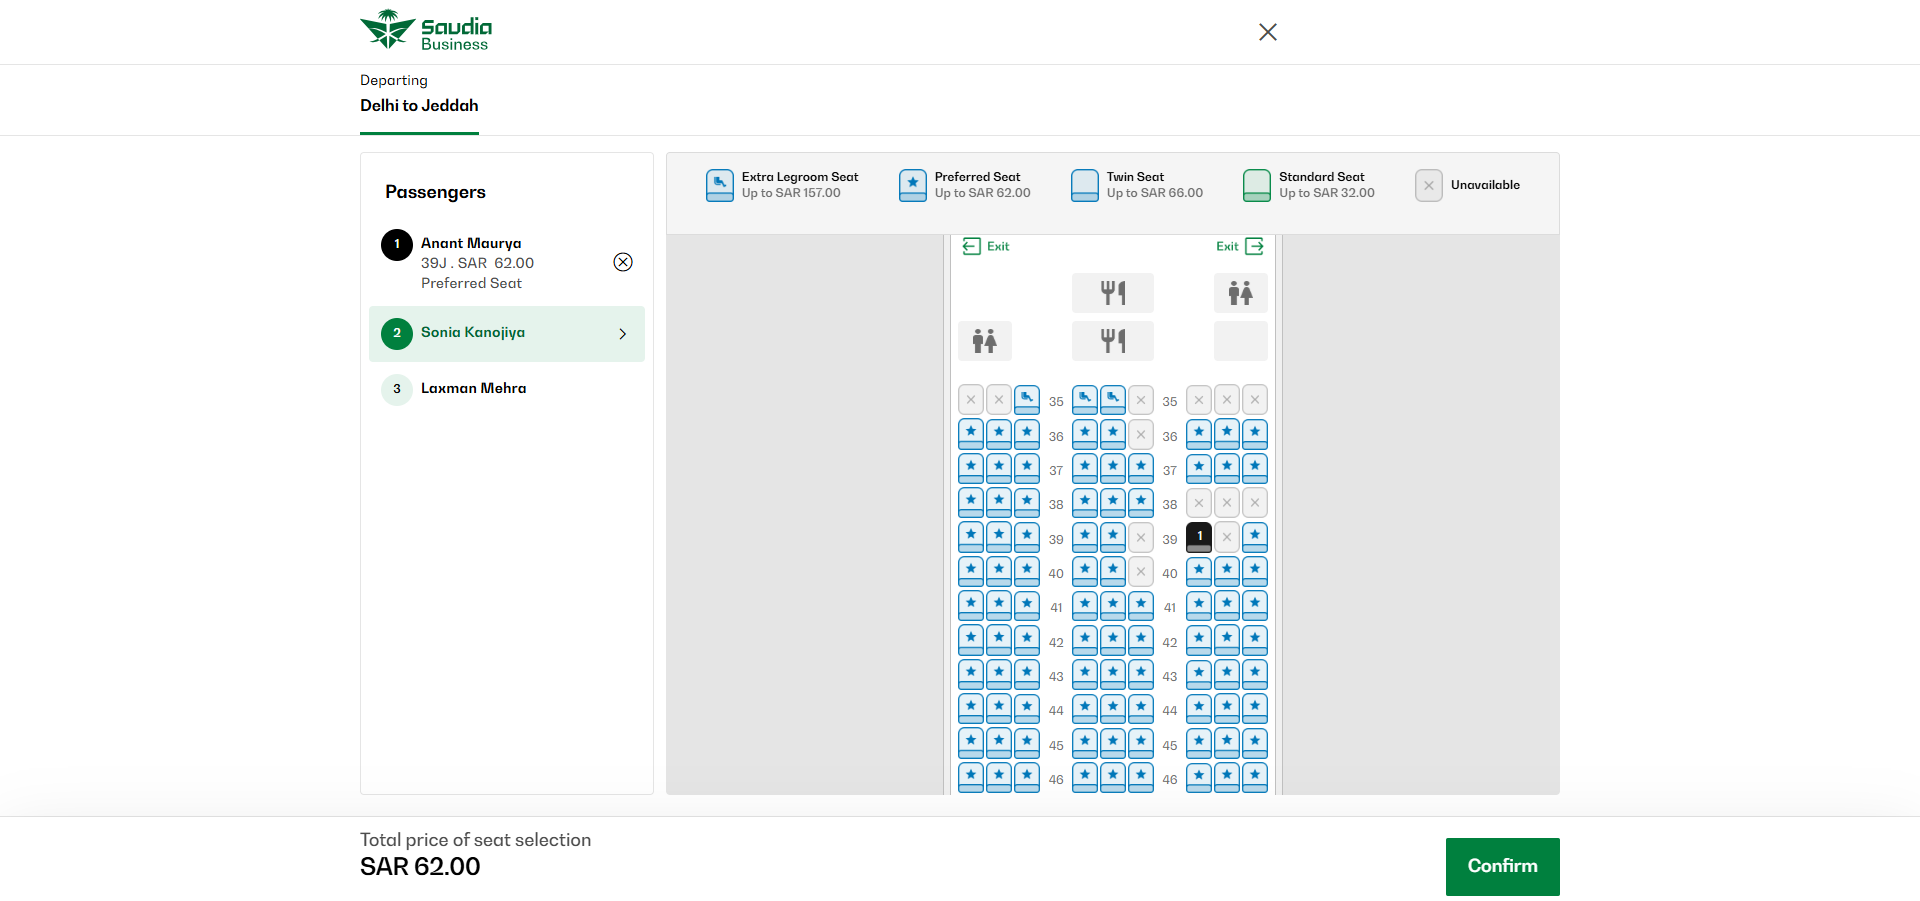 Saudia
Business
Departing
Delhi to Jeddah
Passengers
1 Anant Maurya
39J . SAR 62.00
Preferred Seat
2 Sonia Kanojiya
3 Laxman Mehra
Extra Legroom Seat
Up to SAR 157.00
Preferred Seat
Up to SAR 62.00
Twin Seat
Up to SAR 66.00
Standard Seat
Up to SAR 32.00
Unavailable
Exit Exit
35 35
36 36
37 37
38 38
39 39 1
40 40
41 41
42 42
43 43
44 44
45 45
46 46
Total price of seat selection
SAR 62.00
Confirm